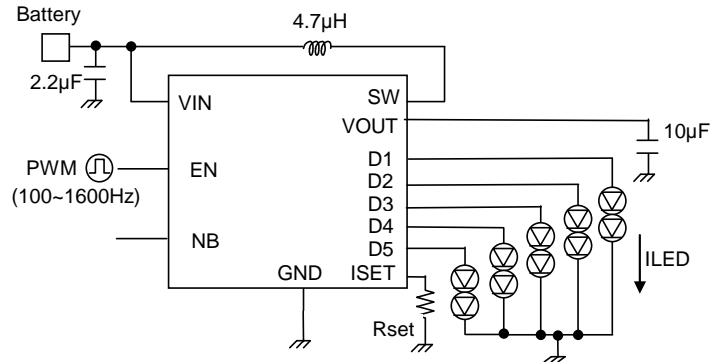 Battery
4.7µH
2.2µF
VIN
SW
VOUT
10µF
PWM
(100~1600Hz)
EN
D1
D2
D3
D4
D5
NB
GND
ISET
Rset
ILED